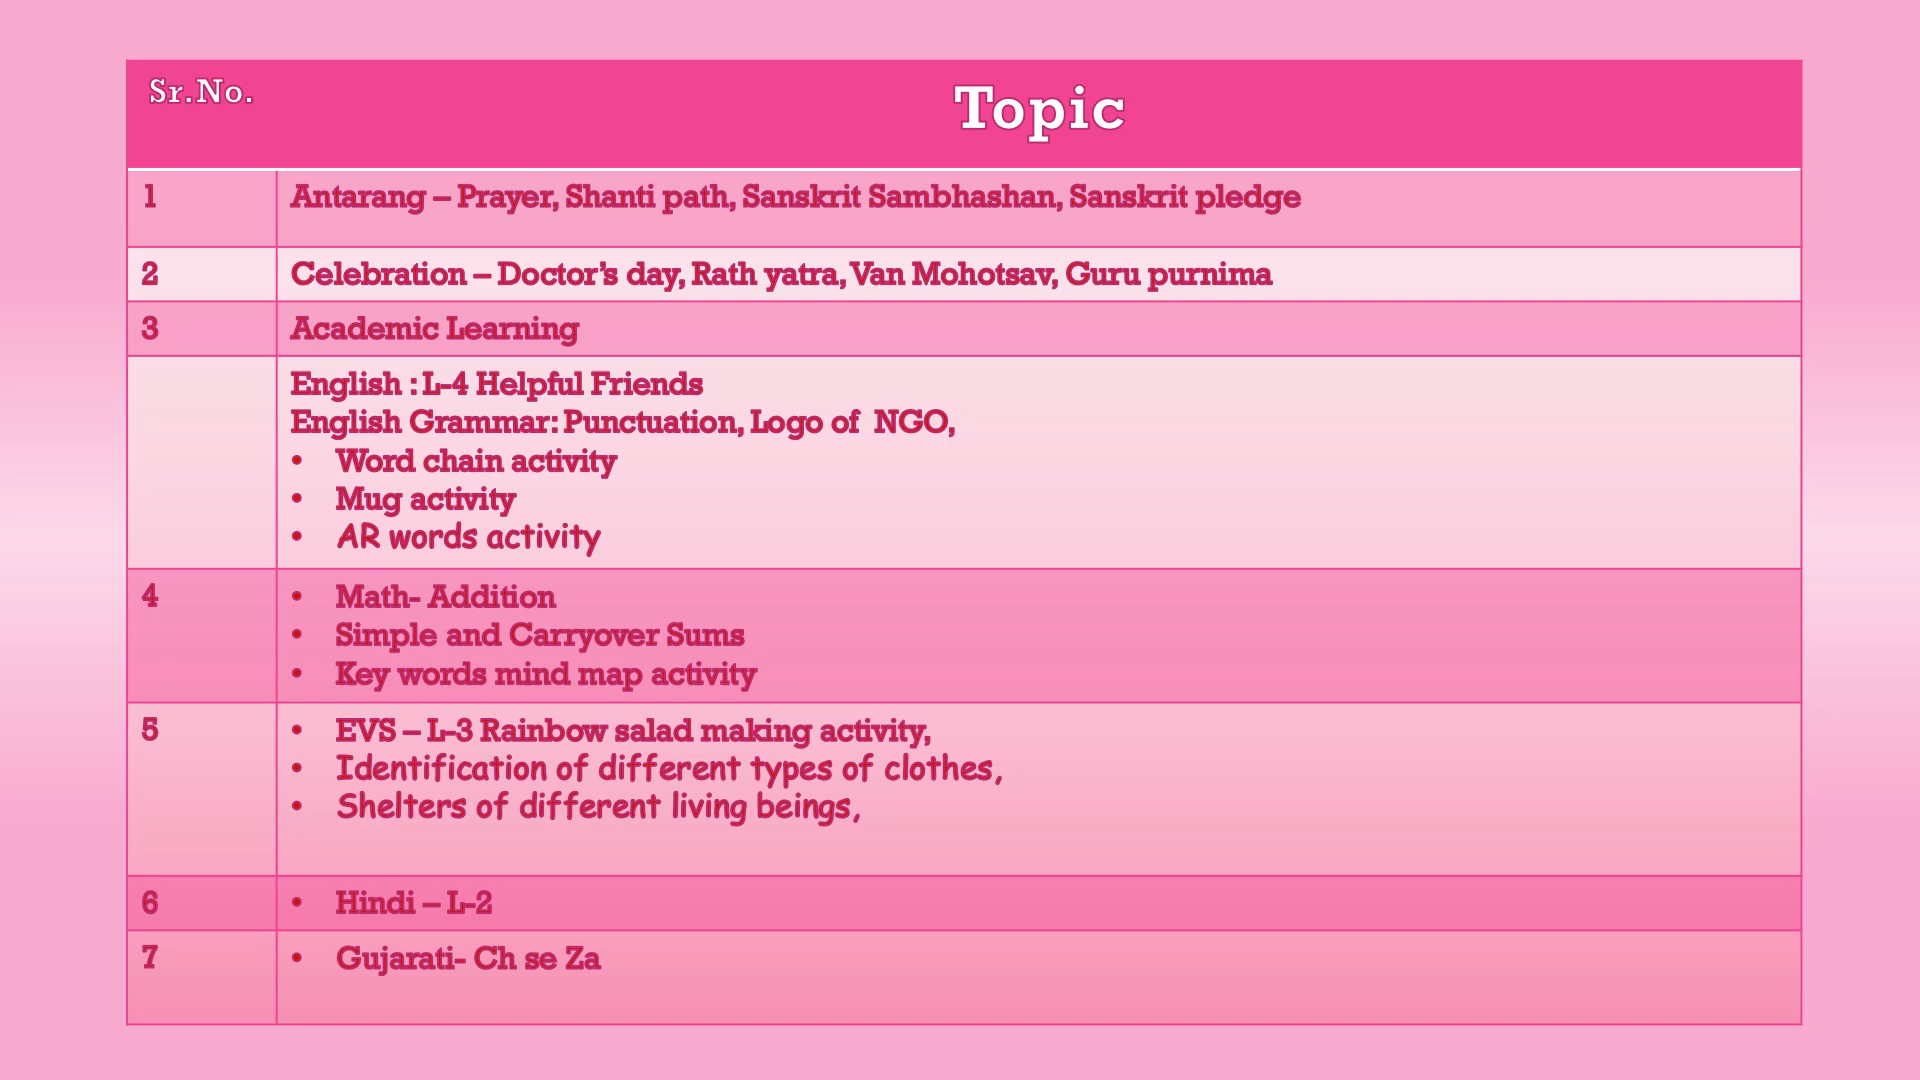 Sr.No. Topic
1 Antarang – Prayer, Shanti path, Sanskrit Sambhashan, Sanskrit pledge
2 Celebration – Doctor’s day, Rath yatra, Van Mohotsav, Guru purnima
3 Academic Learning
English : L-4 Helpful Friends
English Grammar: Punctuation, Logo of NGO,
• Word chain activity
• Mug activity
• AR words activity
4 • Math- Addition
• Simple and Carryover Sums
• Key words mind map activity
5 • EVS – L-3 Rainbow salad making activity,
• Identification of different types of clothes,
• Shelters of different living beings,
6 • Hindi – L-2
7 • Gujarati- Ch se Za